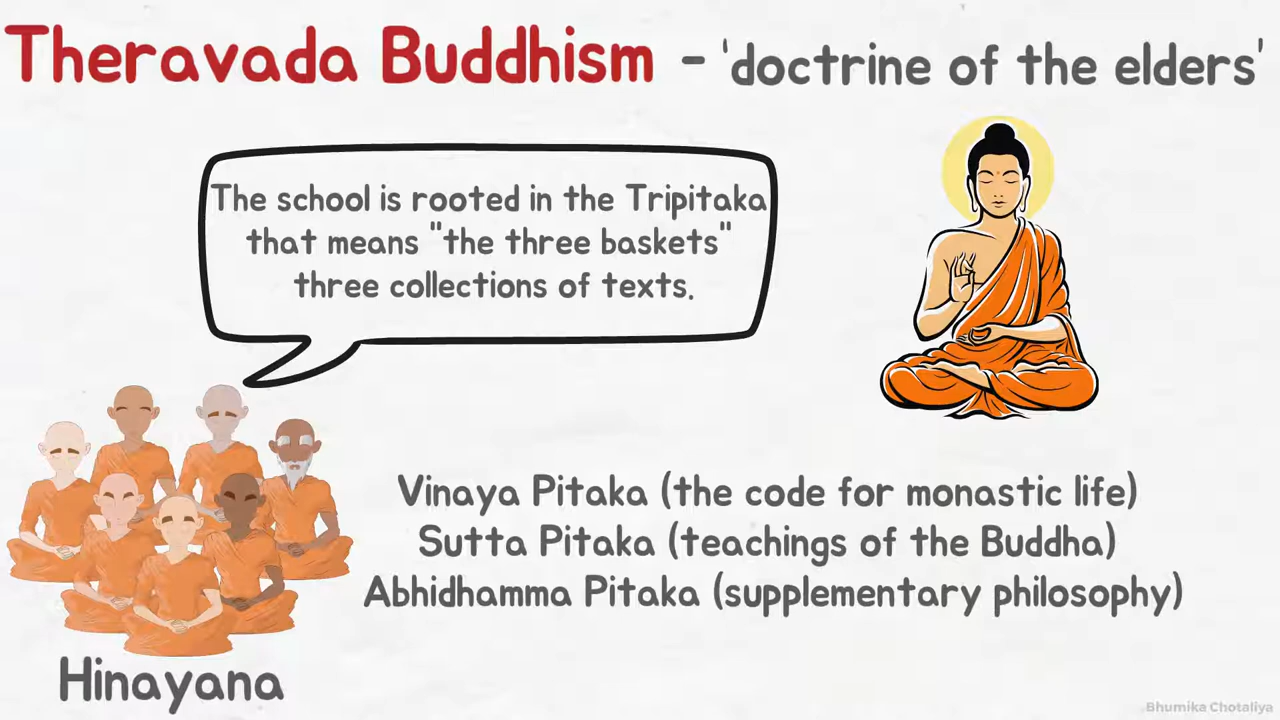 Theravada Buddhism - 'doctrine of the elders'
The school is rooted in the Tripitaka
that means "the three baskets"
three collections of texts.
Vinaya Pitaka (the code for monastic life)
Sutta Pitaka (teachings of the Buddha)
Abhidhamma Pitaka (supplementary philosophy)
Hinayana
Bhumika Chotaliya